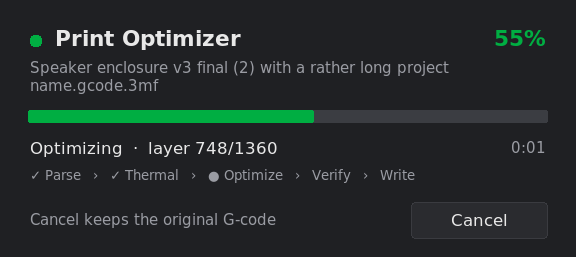 Print Optimizer
55%
Speaker enclosure v3 final (2) with a rather long project
name.gcode.3mf
Optimizing · layer 748/1360
0:01
✓ Parse › ✓ Thermal › ● Optimize › Verify › Write
Cancel keeps the original G-code
Cancel